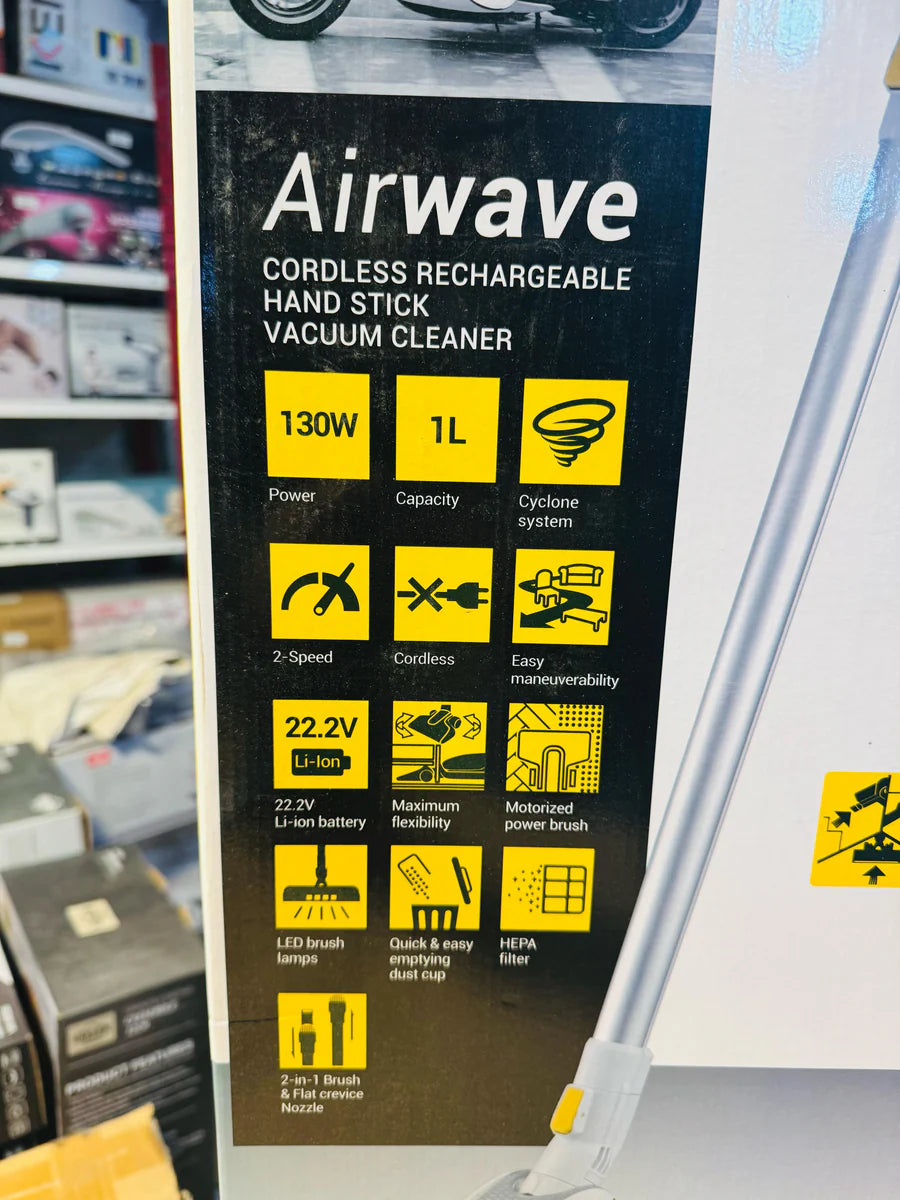 Airwave
CORDLESS RECHARGEABLE
HAND STICK
VACUUM CLEANER
130W
Power
1L
Capacity
Cyclone
system
2-Speed
Cordless
Easy
maneuverability
22.2V
Li-Ion
22.2V
Li-ion battery
Maximum
flexibility
Motorized
power brush
LED brush
lamps
Quick & easy
emptying
dust cup
HEPA
filter
2-in-1 Brush
& Flat crevice
Nozzle
PRODUCT FEATURES